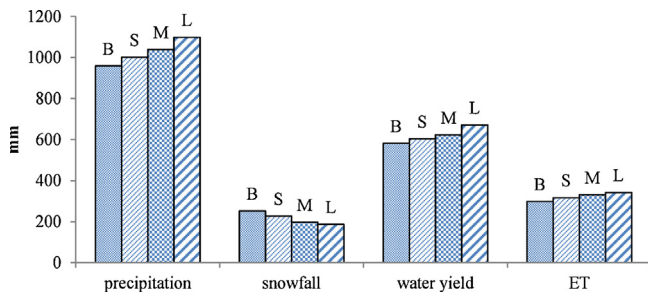 1200
1000
800
600
400
200
0
mm
B S M L
B S M L
B S M L
B S M L
precipitation snowfall water yield ET